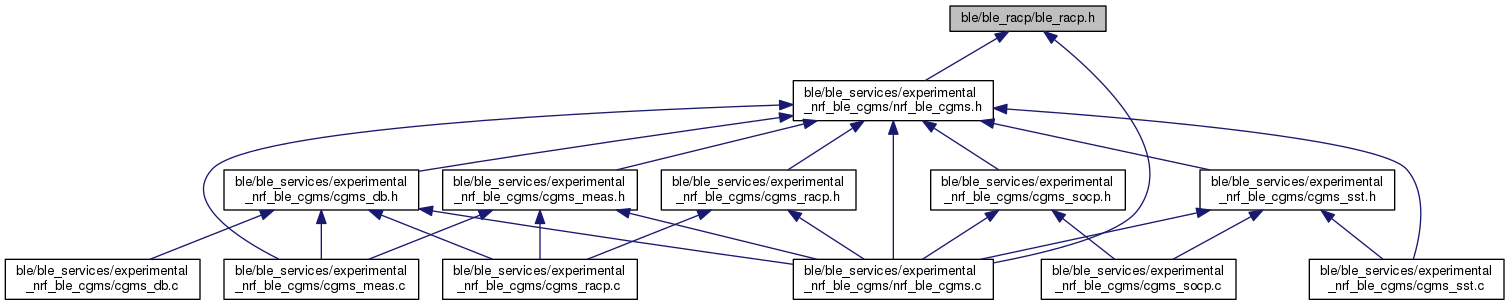 ble/ble_racp/ble_racp.h
ble/ble_services/experimental
_nrf_ble_cgms/nrf_ble_cgms.h
ble/ble_services/experimental
_nrf_ble_cgms/cgms_db.h
ble/ble_services/experimental
_nrf_ble_cgms/cgms_meas.h
ble/ble_services/experimental
_nrf_ble_cgms/cgms_racp.h
ble/ble_services/experimental
_nrf_ble_cgms/cgms_socp.h
ble/ble_services/experimental
_nrf_ble_cgms/cgms_sst.h
ble/ble_services/experimental
_nrf_ble_cgms/cgms_db.c
ble/ble_services/experimental
_nrf_ble_cgms/cgms_meas.c
ble/ble_services/experimental
_nrf_ble_cgms/cgms_racp.c
ble/ble_services/experimental
_nrf_ble_cgms/nrf_ble_cgms.c
ble/ble_services/experimental
_nrf_ble_cgms/cgms_socp.c
ble/ble_services/experimental
_nrf_ble_cgms/cgms_sst.c